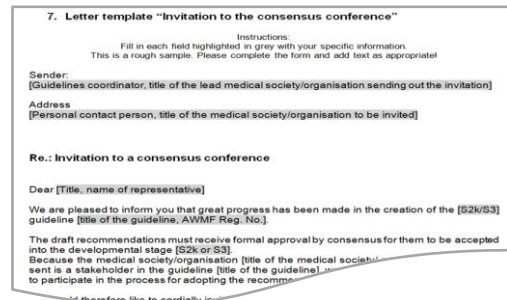 7. Letter template “Invitation to the consensus conference”
Instructions:
Fill in each field highlighted in grey with your specific information.
This is a rough sample. Please complete the form and add text as appropriate!
Sender:
[Guidelines coordinator, title of the lead medical society/organisation sending out the invitation]
Address
[Personal contact person, title of the medical society/organisation to be invited]
Re.: Invitation to a consensus conference
Dear [Title, name of representative]
We are pleased to inform you that great progress has been made in the creation of the [S2k/S3]
guideline [title of the guideline, AWMF Reg. No.].
The draft recommendations must receive formal approval by consensus for them to be accepted
into the developmental stage [S2k or S3].
Because the medical society/organisation [title of the medical society/
sent is a stakeholder in the guideline [title of the guideline],
to participate in the process for adopting the
therefore like to cordially